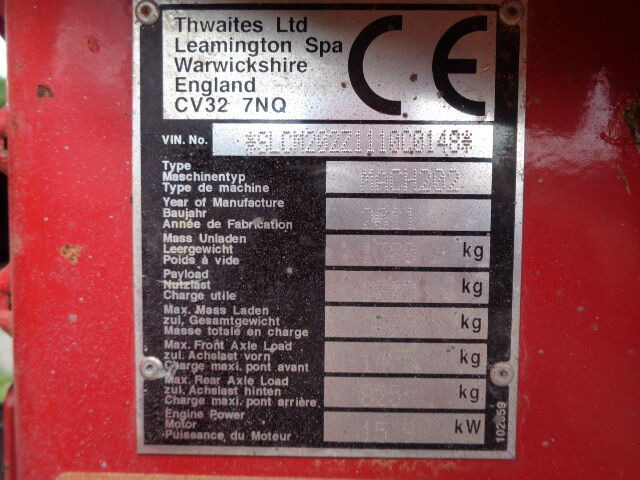 Thwaites Ltd
Leamington Spa
Warwickshire
England
CV32 7NQ
CE
VIN. No.
Type MACH202
Maschinentyp
Type de machine
Year of Manufacture
Baujahr 2011
Année de Fabrication
Mass Unladen
Leergewicht kg
Poids à vide
Payload
Nutzlast kg
Charge utile
Max. Mass Laden
zul. Gesamtgewicht kg
Masse totale en charge
Max. Front Axle Load
zul. Achslast vorn kg
Charge maxi. pont avant
Max. Rear Axle Load
zul. Achslast hinten kg
Charge maxi. pont arrière
Engine Power
Motor kW
Puissance du Moteur